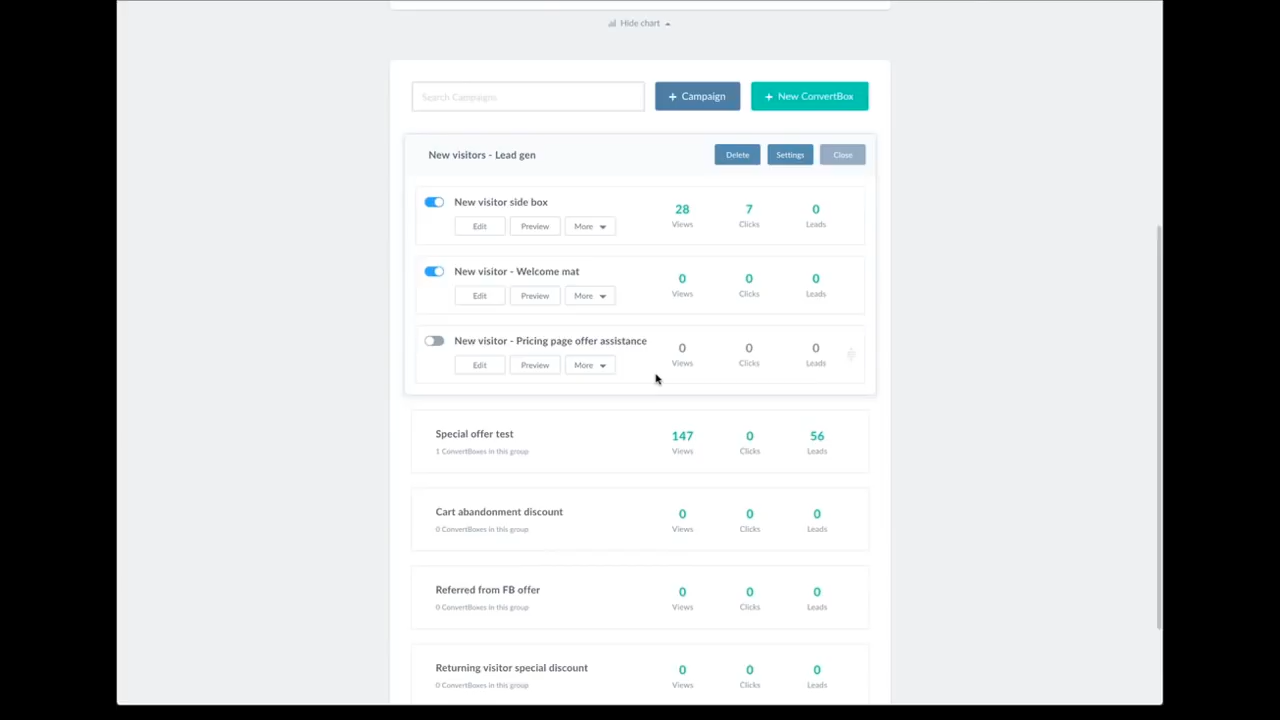 Hide chart
Search Campaigns
+ Campaign
+ New ConvertBox
New visitors - Lead gen
Delete Settings Close
New visitor side box
28 7 0
Edit Preview More
Views Clicks Leads
New visitor - Welcome mat
0 0 0
Edit Preview More
Views Clicks Leads
New visitor - Pricing page offer assistance
0 0 0
Edit Preview More
Views Clicks Leads
Special offer test
147 0 56
1 ConvertBoxes in this group
Views Clicks Leads
Cart abandonment discount
0 0 0
0 ConvertBoxes in this group
Views Clicks Leads
Referred from FB offer
0 0 0
0 ConvertBoxes in this group
Views Clicks Leads
Returning visitor special discount
0 0 0
0 ConvertBoxes in this group
Views Clicks Leads